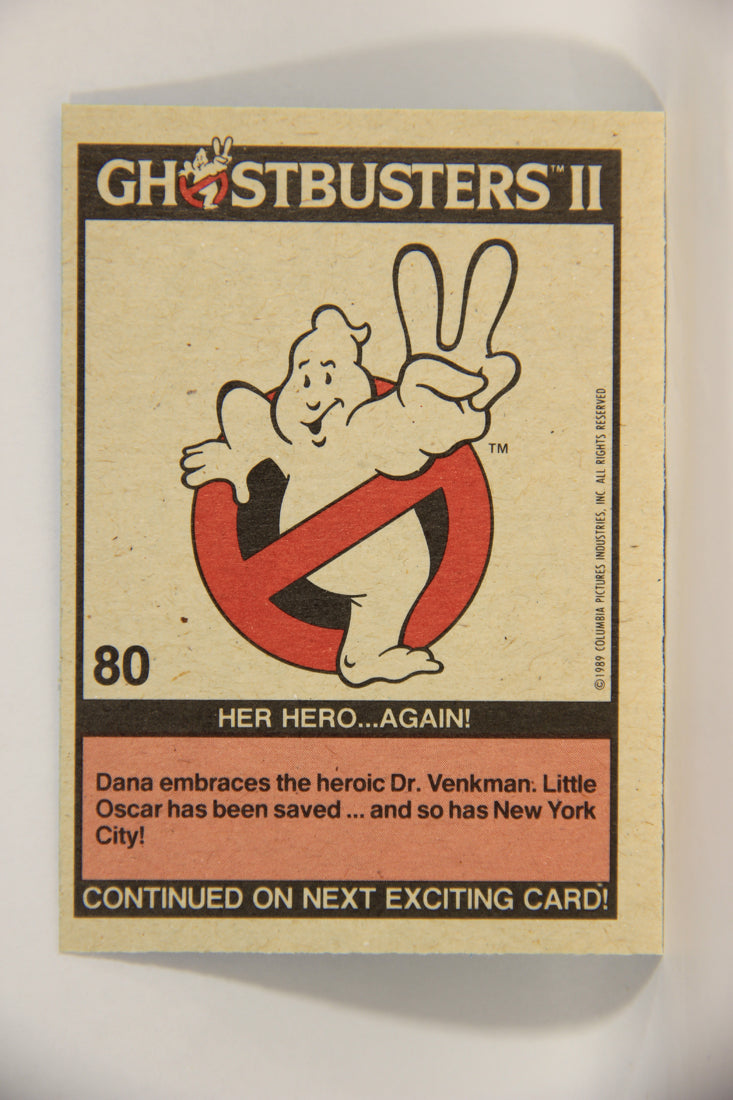 GHOSTBUSTERS™ II
TM
©1989 COLUMBIA PICTURES INDUSTRIES, INC. ALL RIGHTS RESERVED
80
HER HERO...AGAIN!
Dana embraces the heroic Dr. Venkman. Little
Oscar has been saved ... and so has New York
City!
CONTINUED ON NEXT EXCITING CARD!